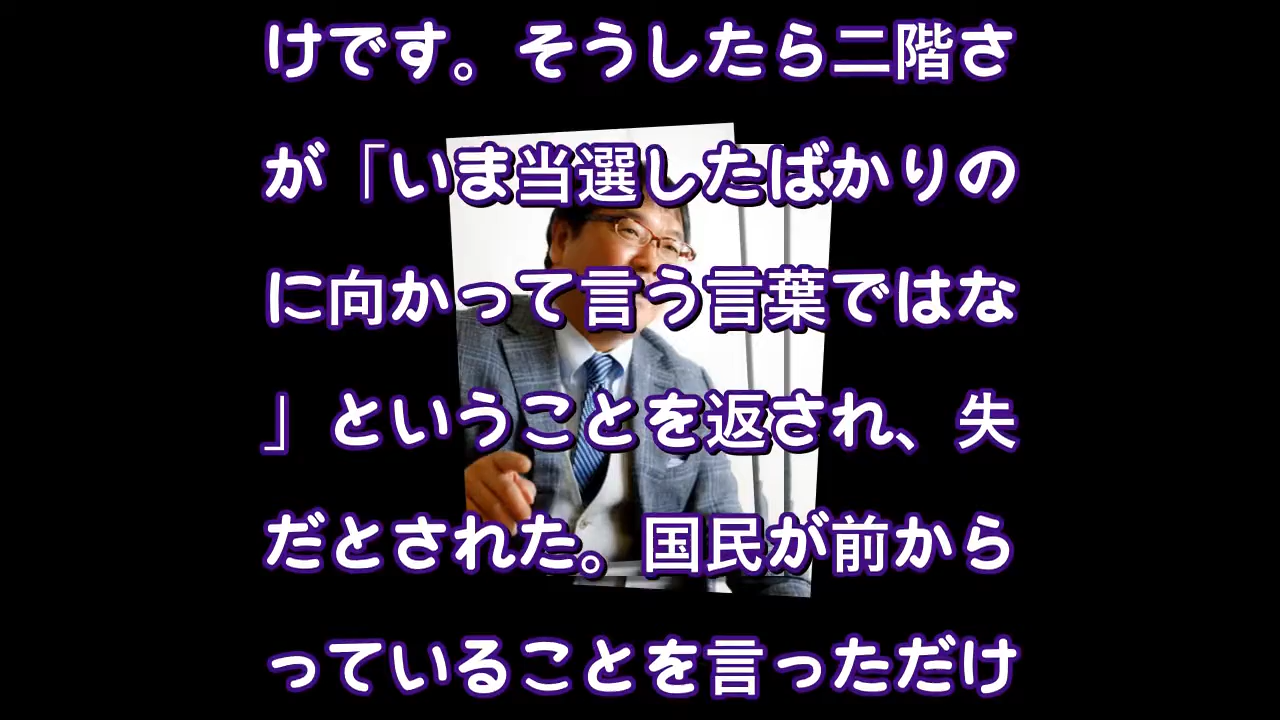 けです。そうしたら二階さ
が「いま当選したばかりの
に向かって言う言葉ではな
」ということを返され、失
だとされた。国民が前から
っていることを言っただけ